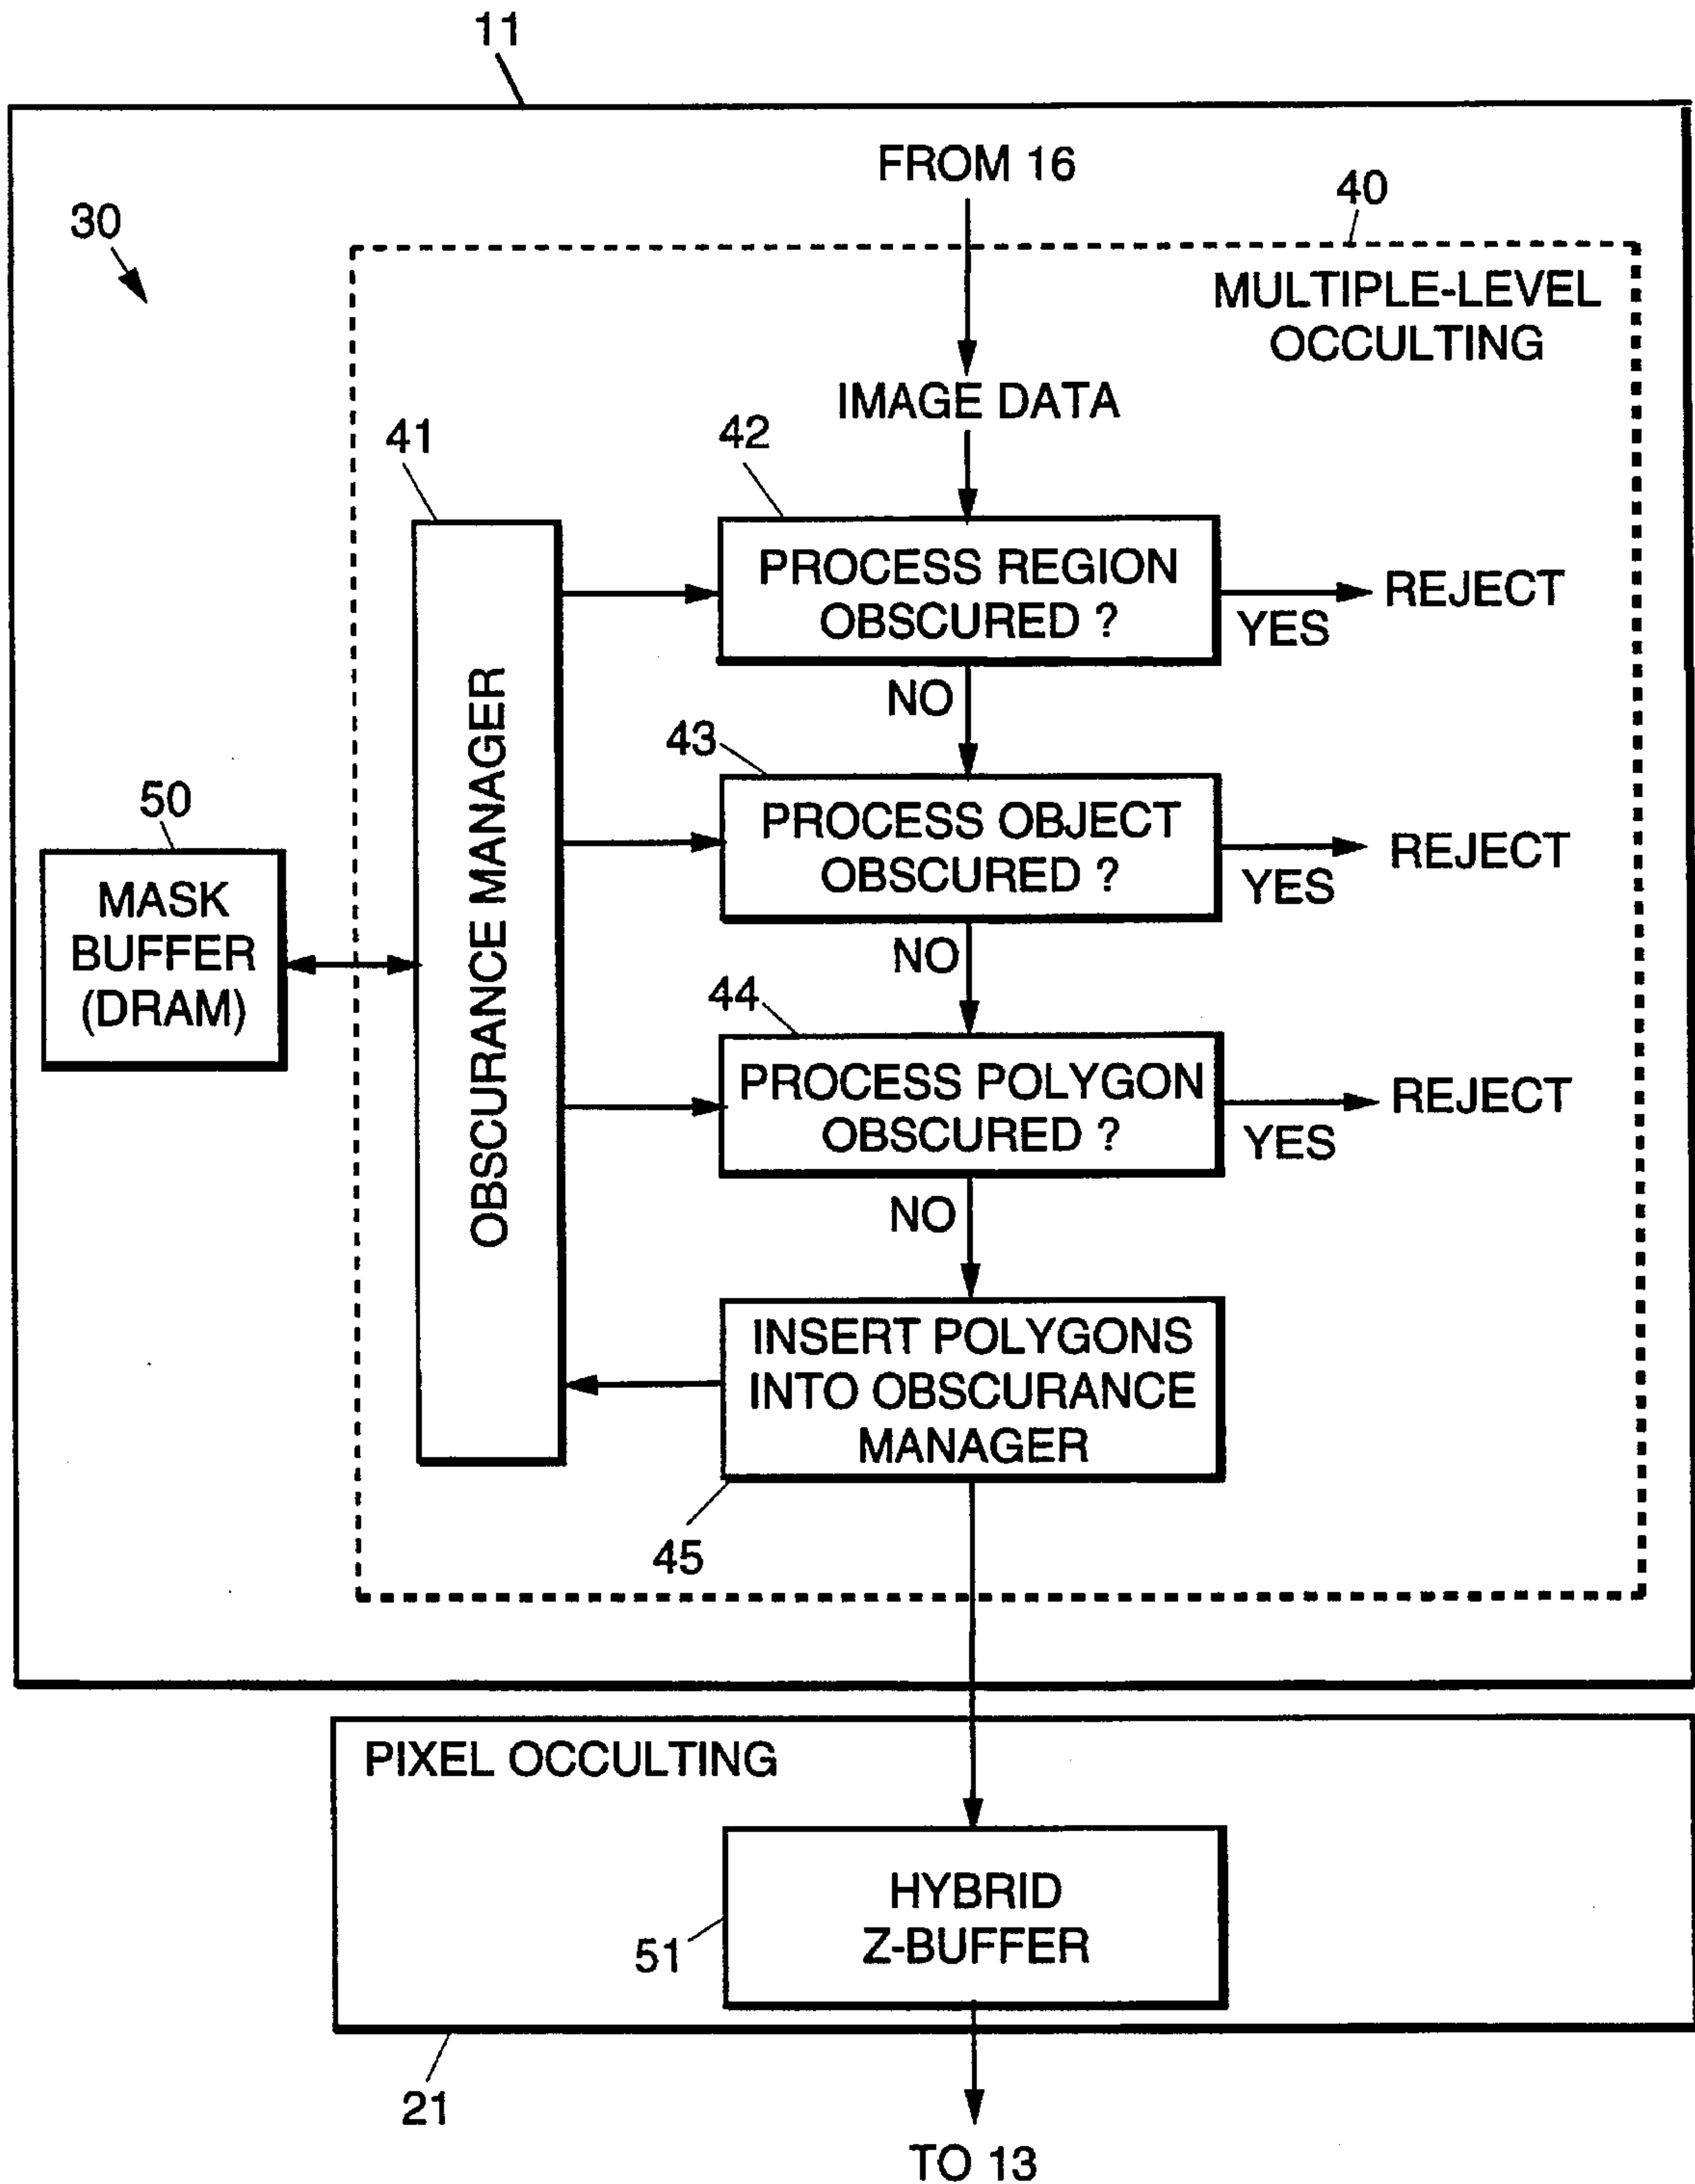 11
FROM 16
40
30
MULTIPLE-LEVEL
OCCULTING
IMAGE DATA
41
42
PROCESS REGION
OBSCURED ?
REJECT
YES
NO
43
PROCESS OBJECT
OBSCURED ?
REJECT
YES
NO
OBSCURANCE MANAGER
50
MASK
BUFFER
(DRAM)
44
PROCESS POLYGON
OBSCURED ?
REJECT
YES
NO
INSERT POLYGONS
INTO OBSCURANCE
MANAGER
45
PIXEL OCCULTING
HYBRID
Z-BUFFER
51
21
TO 13